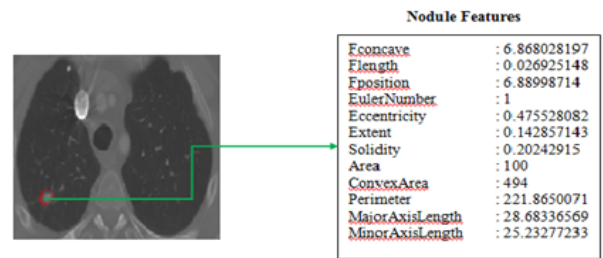 Nodule Features
Fconcave : 6.868028197
Flength : 0.026925148
Fposition : 6.88998714
EulerNumber : 1
Eccentricity : 0.475528082
Extent : 0.142857143
Solidity : 0.20242915
Area : 100
ConvexArea : 494
Perimeter : 221.8650071
MajorAxisLength : 28.68336569
MinorAxisLength : 25.23277233